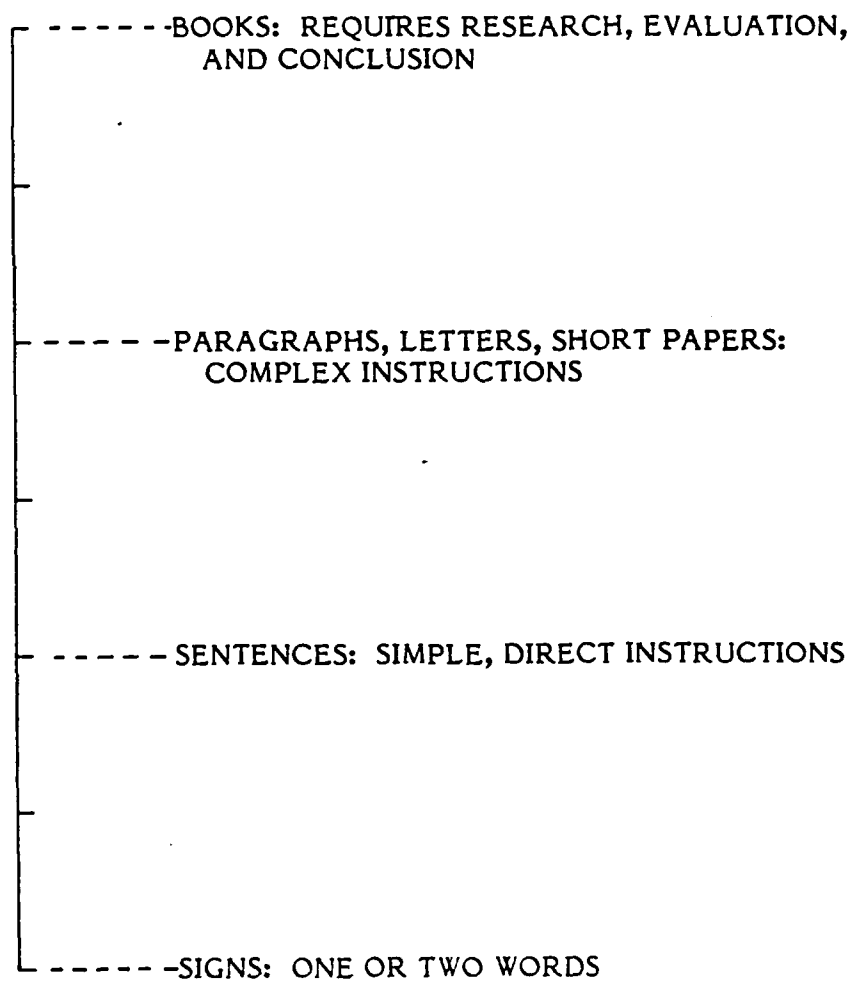 BOOKS: REQUIRES RESEARCH, EVALUATION,
AND CONCLUSION
PARAGRAPHS, LETTERS, SHORT PAPERS:
COMPLEX INSTRUCTIONS
SENTENCES: SIMPLE, DIRECT INSTRUCTIONS
SIGNS: ONE OR TWO WORDS